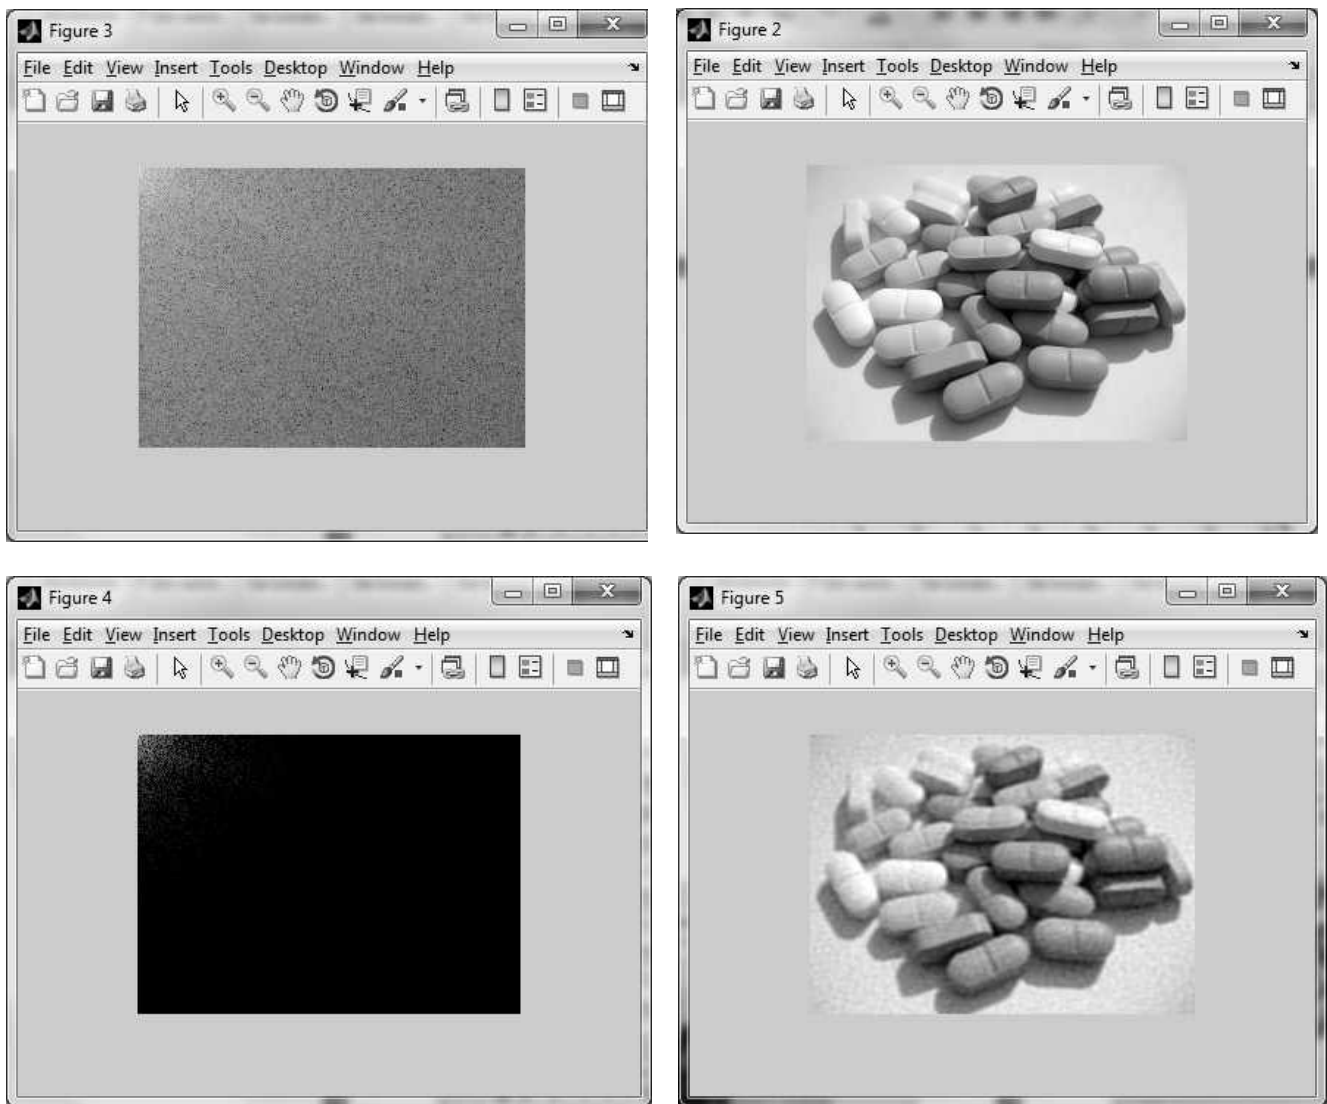 Figure 3
File Edit View Insert Tools Desktop Window Help
Figure 2
File Edit View Insert Tools Desktop Window Help
Figure 4
File Edit View Insert Tools Desktop Window Help
Figure 5
File Edit View Insert Tools Desktop Window Help